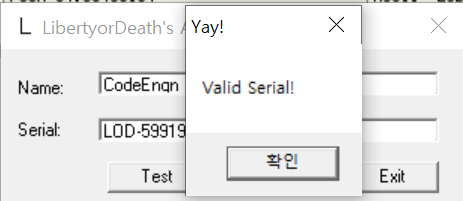 L LibertyorDeath's
Yay!
Name: CodeEngn
Valid Serial!
Serial: LOD-59919
Test
확인
Exit